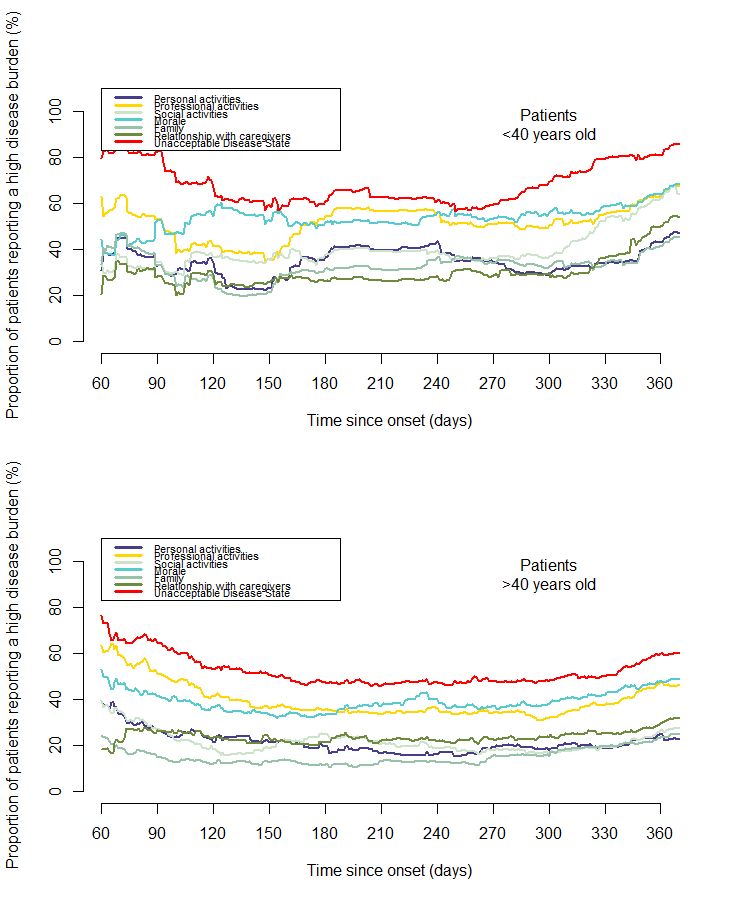 Proportion of patients reporting a high disease burden (%)
100
80
60
40
20
0
Personal activities
Professional activities
Social activities
Morale
Family
Relationship with caregivers
Unacceptable Disease State
Patients
<40 years old
60 90 120 150 180 210 240 270 300 330 360
Time since onset (days)
Proportion of patients reporting a high disease burden (%)
100
80
60
40
20
0
Personal activities
Professional activities
Social activities
Morale
Family
Relationship with caregivers
Unacceptable Disease State
Patients
>40 years old
60 90 120 150 180 210 240 270 300 330 360
Time since onset (days)